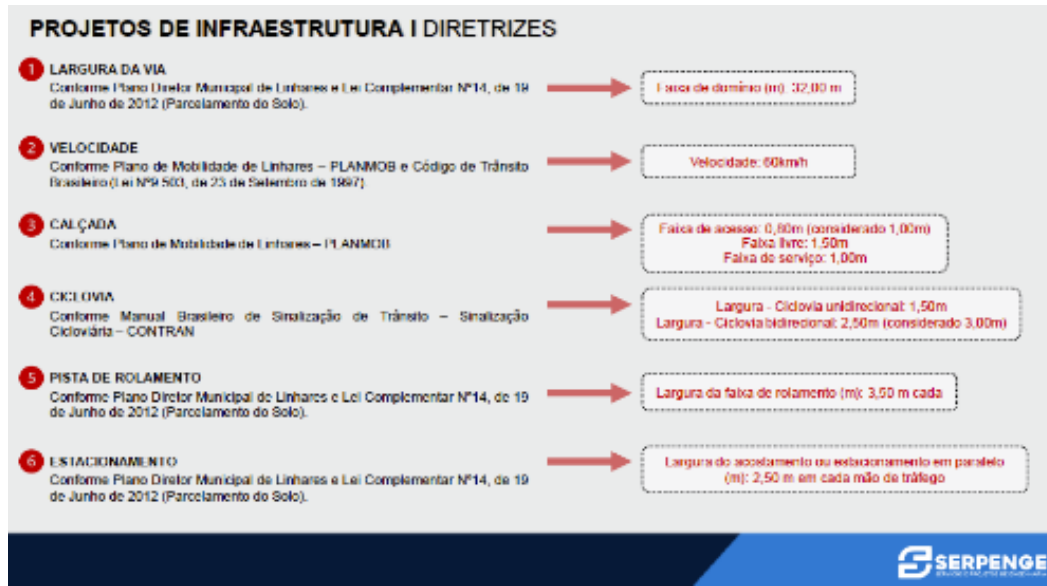 PROJETOS DE INFRAESTRUTURA I DIRETRIZES
1 LARGURA DA VIA
Conforme Plano Diretor Municipal de Linhares e Lei Complementar Nº14, de 19
de Junho de 2012 (Parcelamento do Solo).
Faixa de domínio (m): 32,00 m
2 VELOCIDADE
Conforme Plano de Mobilidade de Linhares – PLANMOB e Código de Trânsito
Brasileiro (Lei Nº9.503, de 23 de Setembro de 1997).
Velocidade: 60km/h
3 CALÇADA
Conforme Plano de Mobilidade de Linhares – PLANMOB
Faixa de acesso: 0,80m (considerado 1,00m)
Faixa livre: 1,50m
Faixa de serviço: 1,00m
4 CICLOVIA
Conforme Manual Brasileiro de Sinalização de Trânsito – Sinalização
Cicloviária – CONTRAN
Largura - Ciclovia unidirecional: 1,50m
Largura - Ciclovia bidirecional: 2,50m (considerado 3,00m)
5 PISTA DE ROLAMENTO
Conforme Plano Diretor Municipal de Linhares e Lei Complementar Nº14, de 19
de Junho de 2012 (Parcelamento do Solo).
Largura da faixa de rolamento (m): 3,50 m cada
6 ESTACIONAMENTO
Conforme Plano Diretor Municipal de Linhares e Lei Complementar Nº14, de 19
de Junho de 2012 (Parcelamento do Solo).
Largura do acostamento ou estacionamento em paralelo
(m): 2,50 m em cada mão de tráfego
SERPENGE